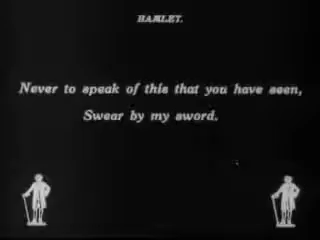 HAMLET.
Never to speak of this that you have seen,
Swear by my sword.